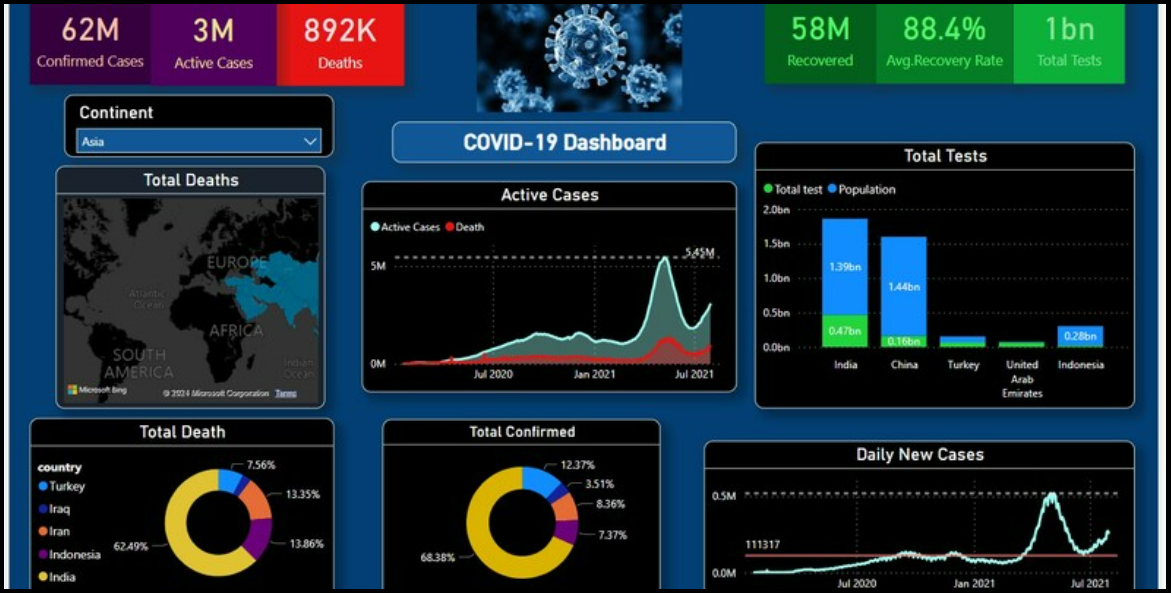 62M
Confirmed Cases
3M
Active Cases
892K
Deaths
58M
Recovered
88.4%
Avg.Recovery Rate
1bn
Total Tests
Continent
Asia
COVID-19 Dashboard
Total Deaths
EUROPE
Atlantic
Ocean
AFRICA
SOUTH
AMERICA
Indian
Ocean
Microsoft Bing
© 2024 Microsoft Corporation Terms
Active Cases
Active Cases Death
5.45M
5M
0M
Jul 2020 Jan 2021 Jul 2021
Total Tests
Total test Population
2.0bn
1.5bn
1.0bn
0.5bn
0.0bn
1.39bn
0.47bn
1.44bn
0.16bn
0.28bn
India China Turkey United Arab Emirates Indonesia
Total Death
country
Turkey
Iraq
Iran
Indonesia
India
7.56%
13.35%
13.86%
62.49%
Total Confirmed
12.37%
3.51%
8.36%
7.37%
68.38%
Daily New Cases
0.5M
111317
0.0M
Jul 2020 Jan 2021 Jul 2021